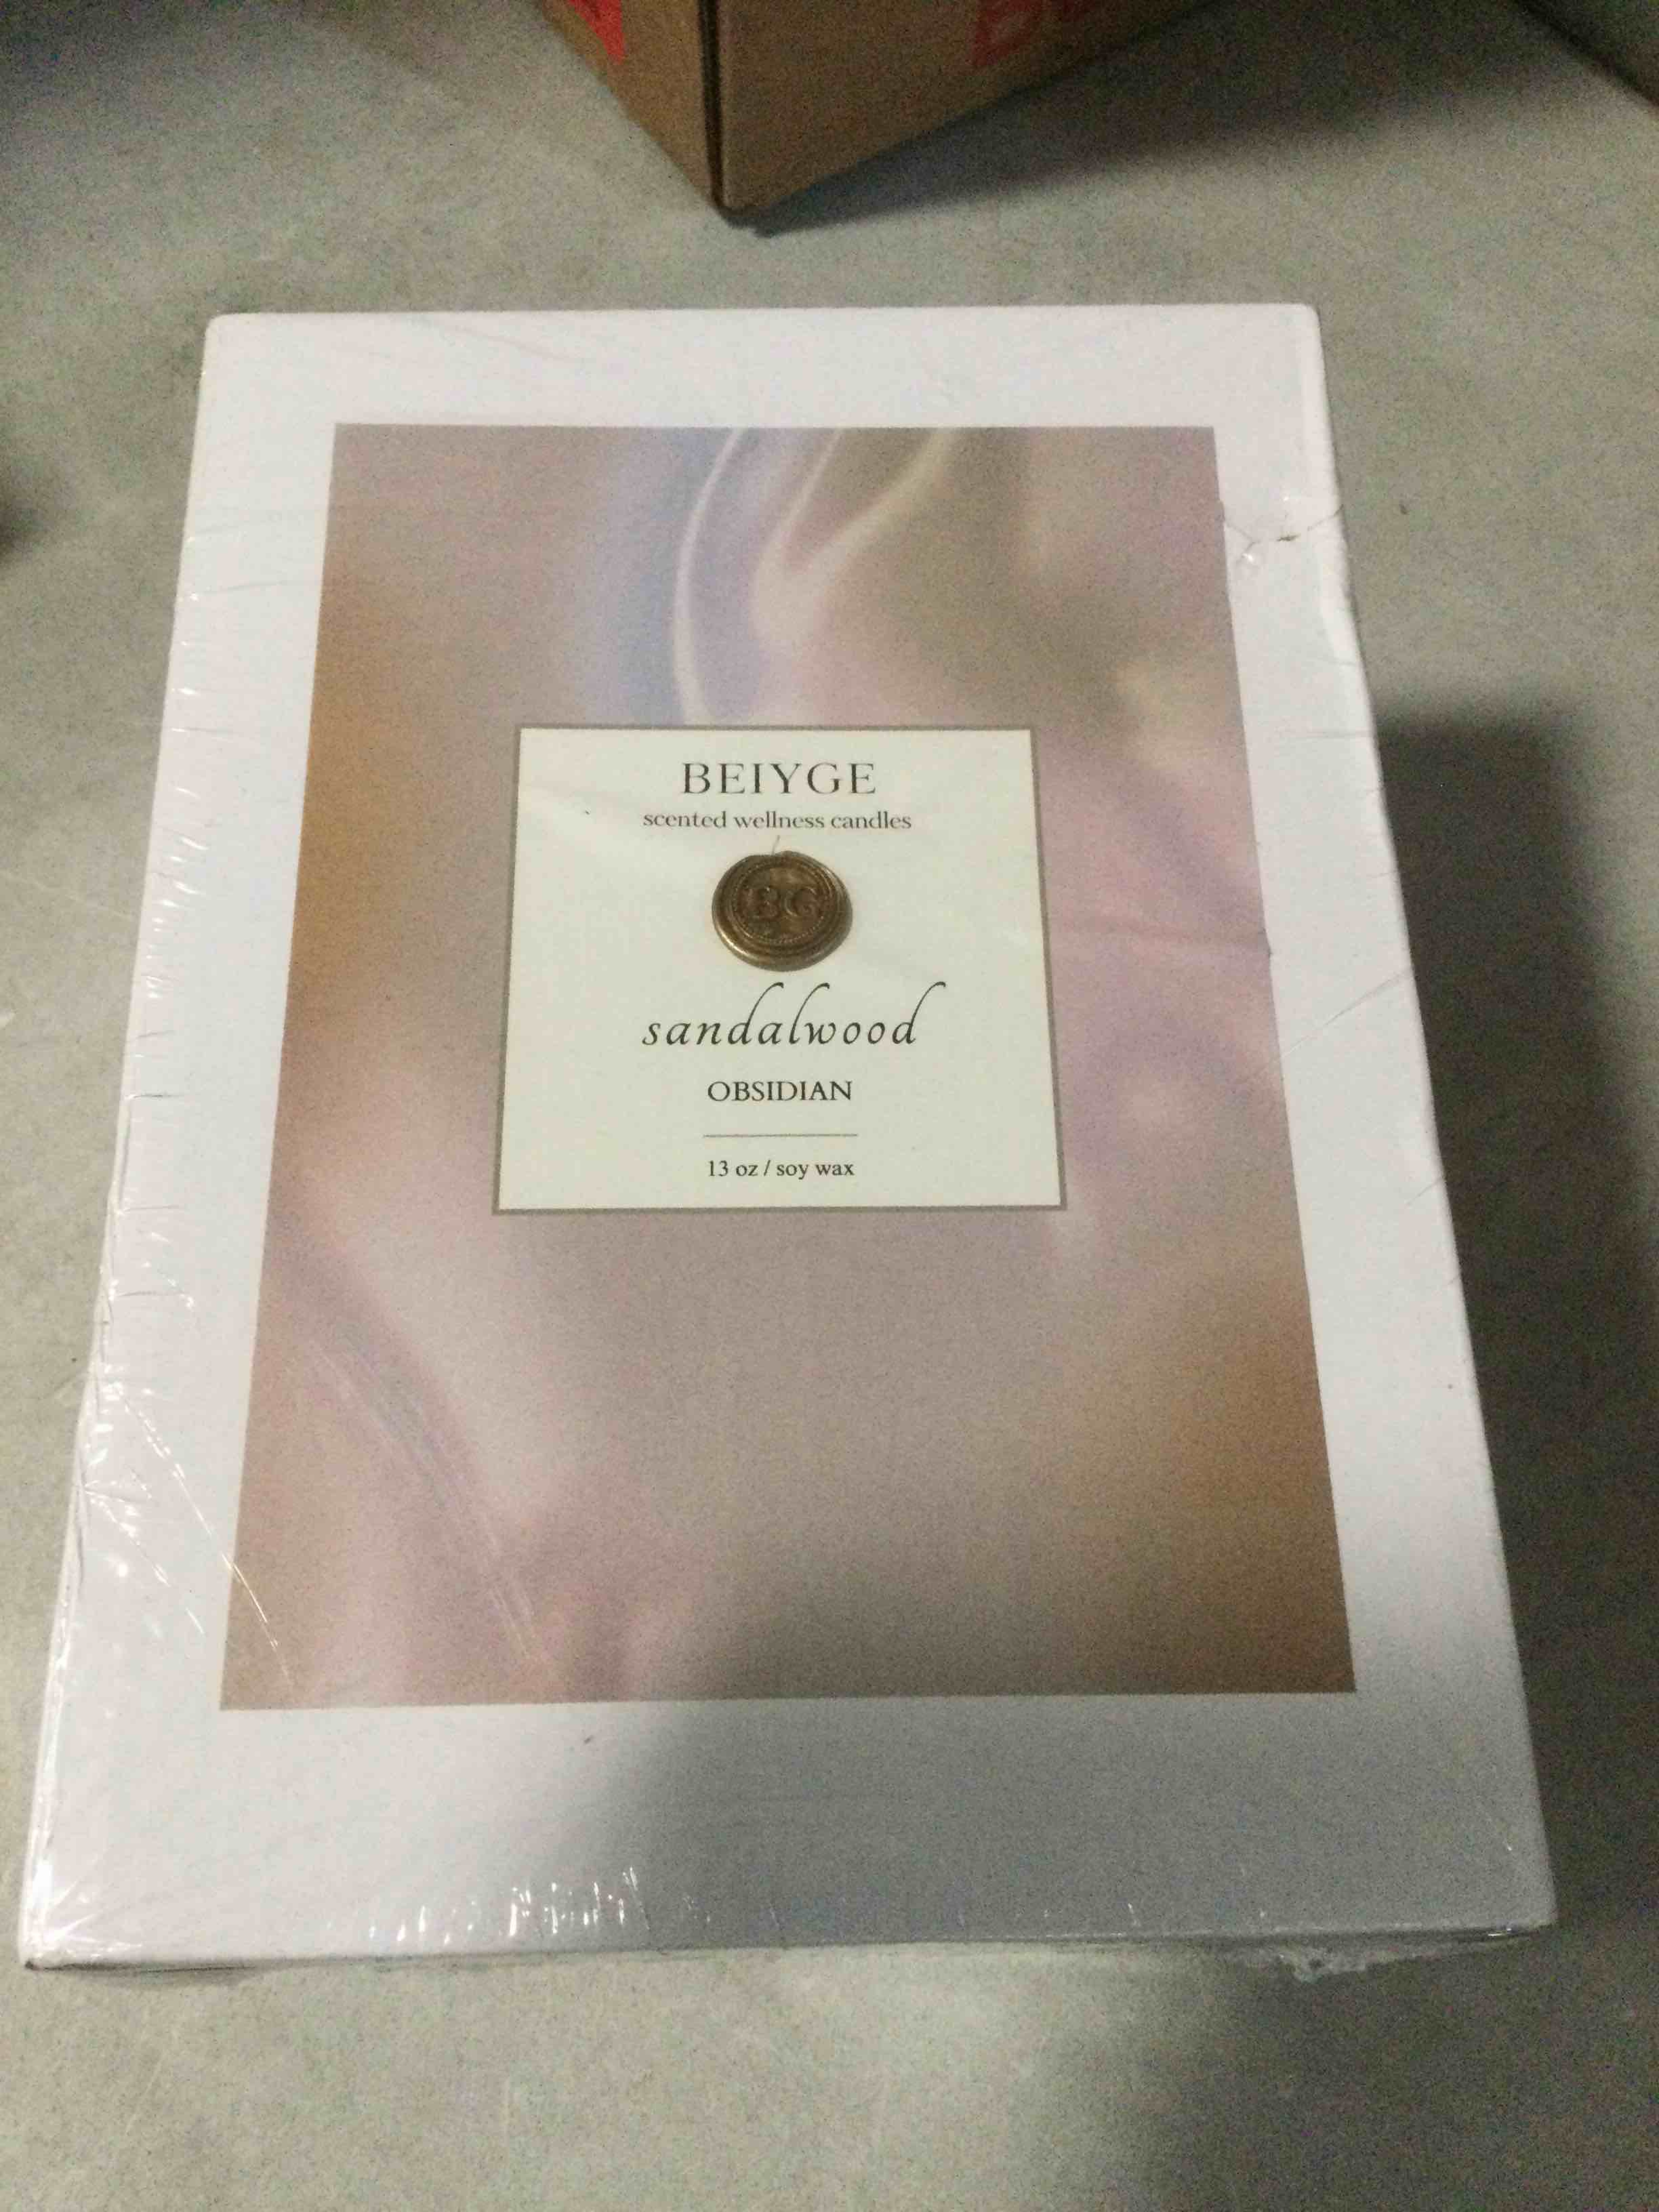 BEIYGE
scented wellness candles
BG
sandalwood
OBSIDIAN
13 oz / soy wax